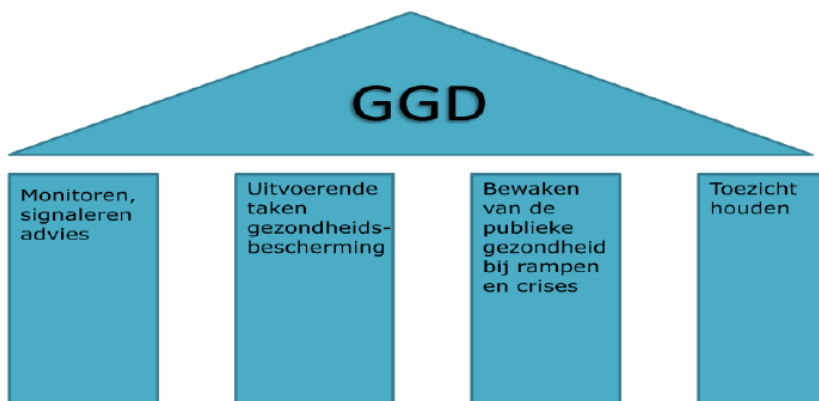 GGD
Monitoren,
signaleren
advies
Uitvoerende
taken
gezondheids-
bescherming
Bewaken
van de
publieke
gezondheid
bij rampen
en crises
Toezicht
houden